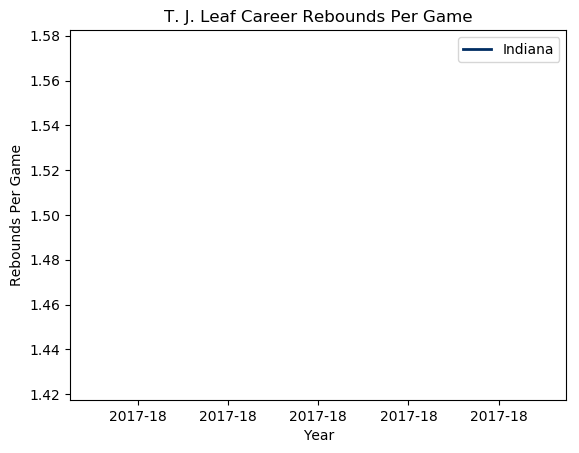 T. J. Leaf Career Rebounds Per Game
Indiana
1.58
1.56
1.54
1.52
1.50
1.48
1.46
1.44
1.42
Rebounds Per Game
2017-18 2017-18 2017-18 2017-18 2017-18
Year